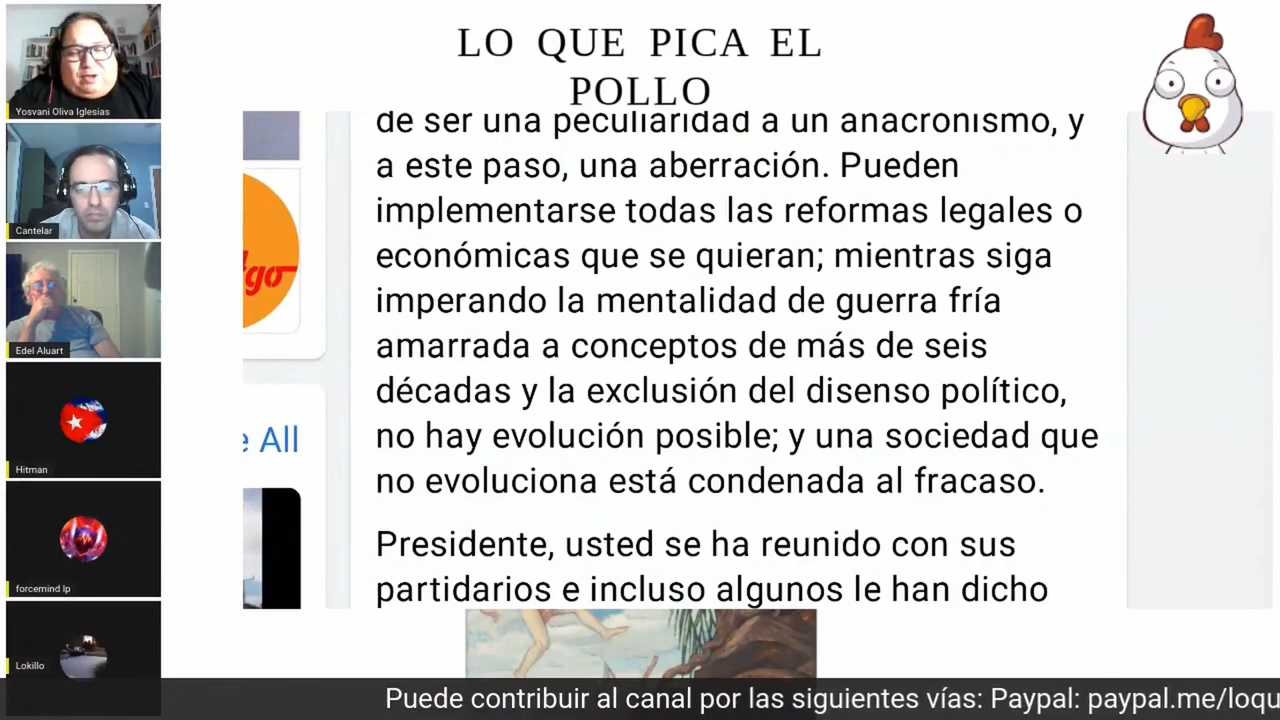 LO QUE PICA EL
POLLO
Yosvani Oliva Iglesias
Cantelar
Edel Aluart
Hitman
forcemind lp
Lokillo
go
e All
de ser una peculiaridad a un anacronismo, y
a este paso, una aberración. Pueden
implementarse todas las reformas legales o
económicas que se quieran; mientras siga
imperando la mentalidad de guerra fría
amarrada a conceptos de más de seis
décadas y la exclusión del disenso político,
no hay evolución posible; y una sociedad que
no evoluciona está condenada al fracaso.
Presidente, usted se ha reunido con sus
partidarios e incluso algunos le han dicho
Puede contribuir al canal por las siguientes vías: Paypal: paypal.me/loqu